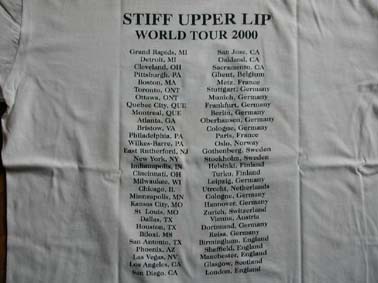 STIFF UPPER LIP
WORLD TOUR 2000
Grand Rapids, MI
Detroit, MI
Cleveland, OH
Pittsburgh, PA
Boston, MA
Toronto, ONT
Ottawa, ONT
Quebec City, QUE
Montreal, QUE
Atlanta, GA
Bristow, VA
Philadelphia, PA
Wilkes-Barre, PA
East Rutherford, NJ
New York, NY
Indianapolis, IN
Cincinati, OH
Milwaukee, WI
Chicago, IL
Minneapolis, MN
Kansas City, MO
St. Louis, MO
Dallas, TX
Houston, TX
Biloxi, MS
San Antonio, TX
Phoenix, AZ
Las Vegas, NV
Los Angeles, CA
San Diego, CA
San Jose, CA
Oakland, CA
Sacramento, CA
Ghent, Belgium
Metz, France
Stuttgart, Germany
Munich, Germany
Frankfurt, Germany
Berlin, Germany
Oberhausen, Germany
Cologne, Germany
Paris, France
Oslo, Norway
Gothenberg, Sweden
Stockholm, Sweden
Helsinki, Finland
Turku, Finland
Leipzig, Germany
Utrecht, Netherlands
Cologne, Germany
Hannover, Germany
Zurich, Switzerland
Vienna, Austria
Dortmund, Germany
Germany
Birmingham, England
Sheffield, England
Manchester, England
Glasgow, Scotland
London, England